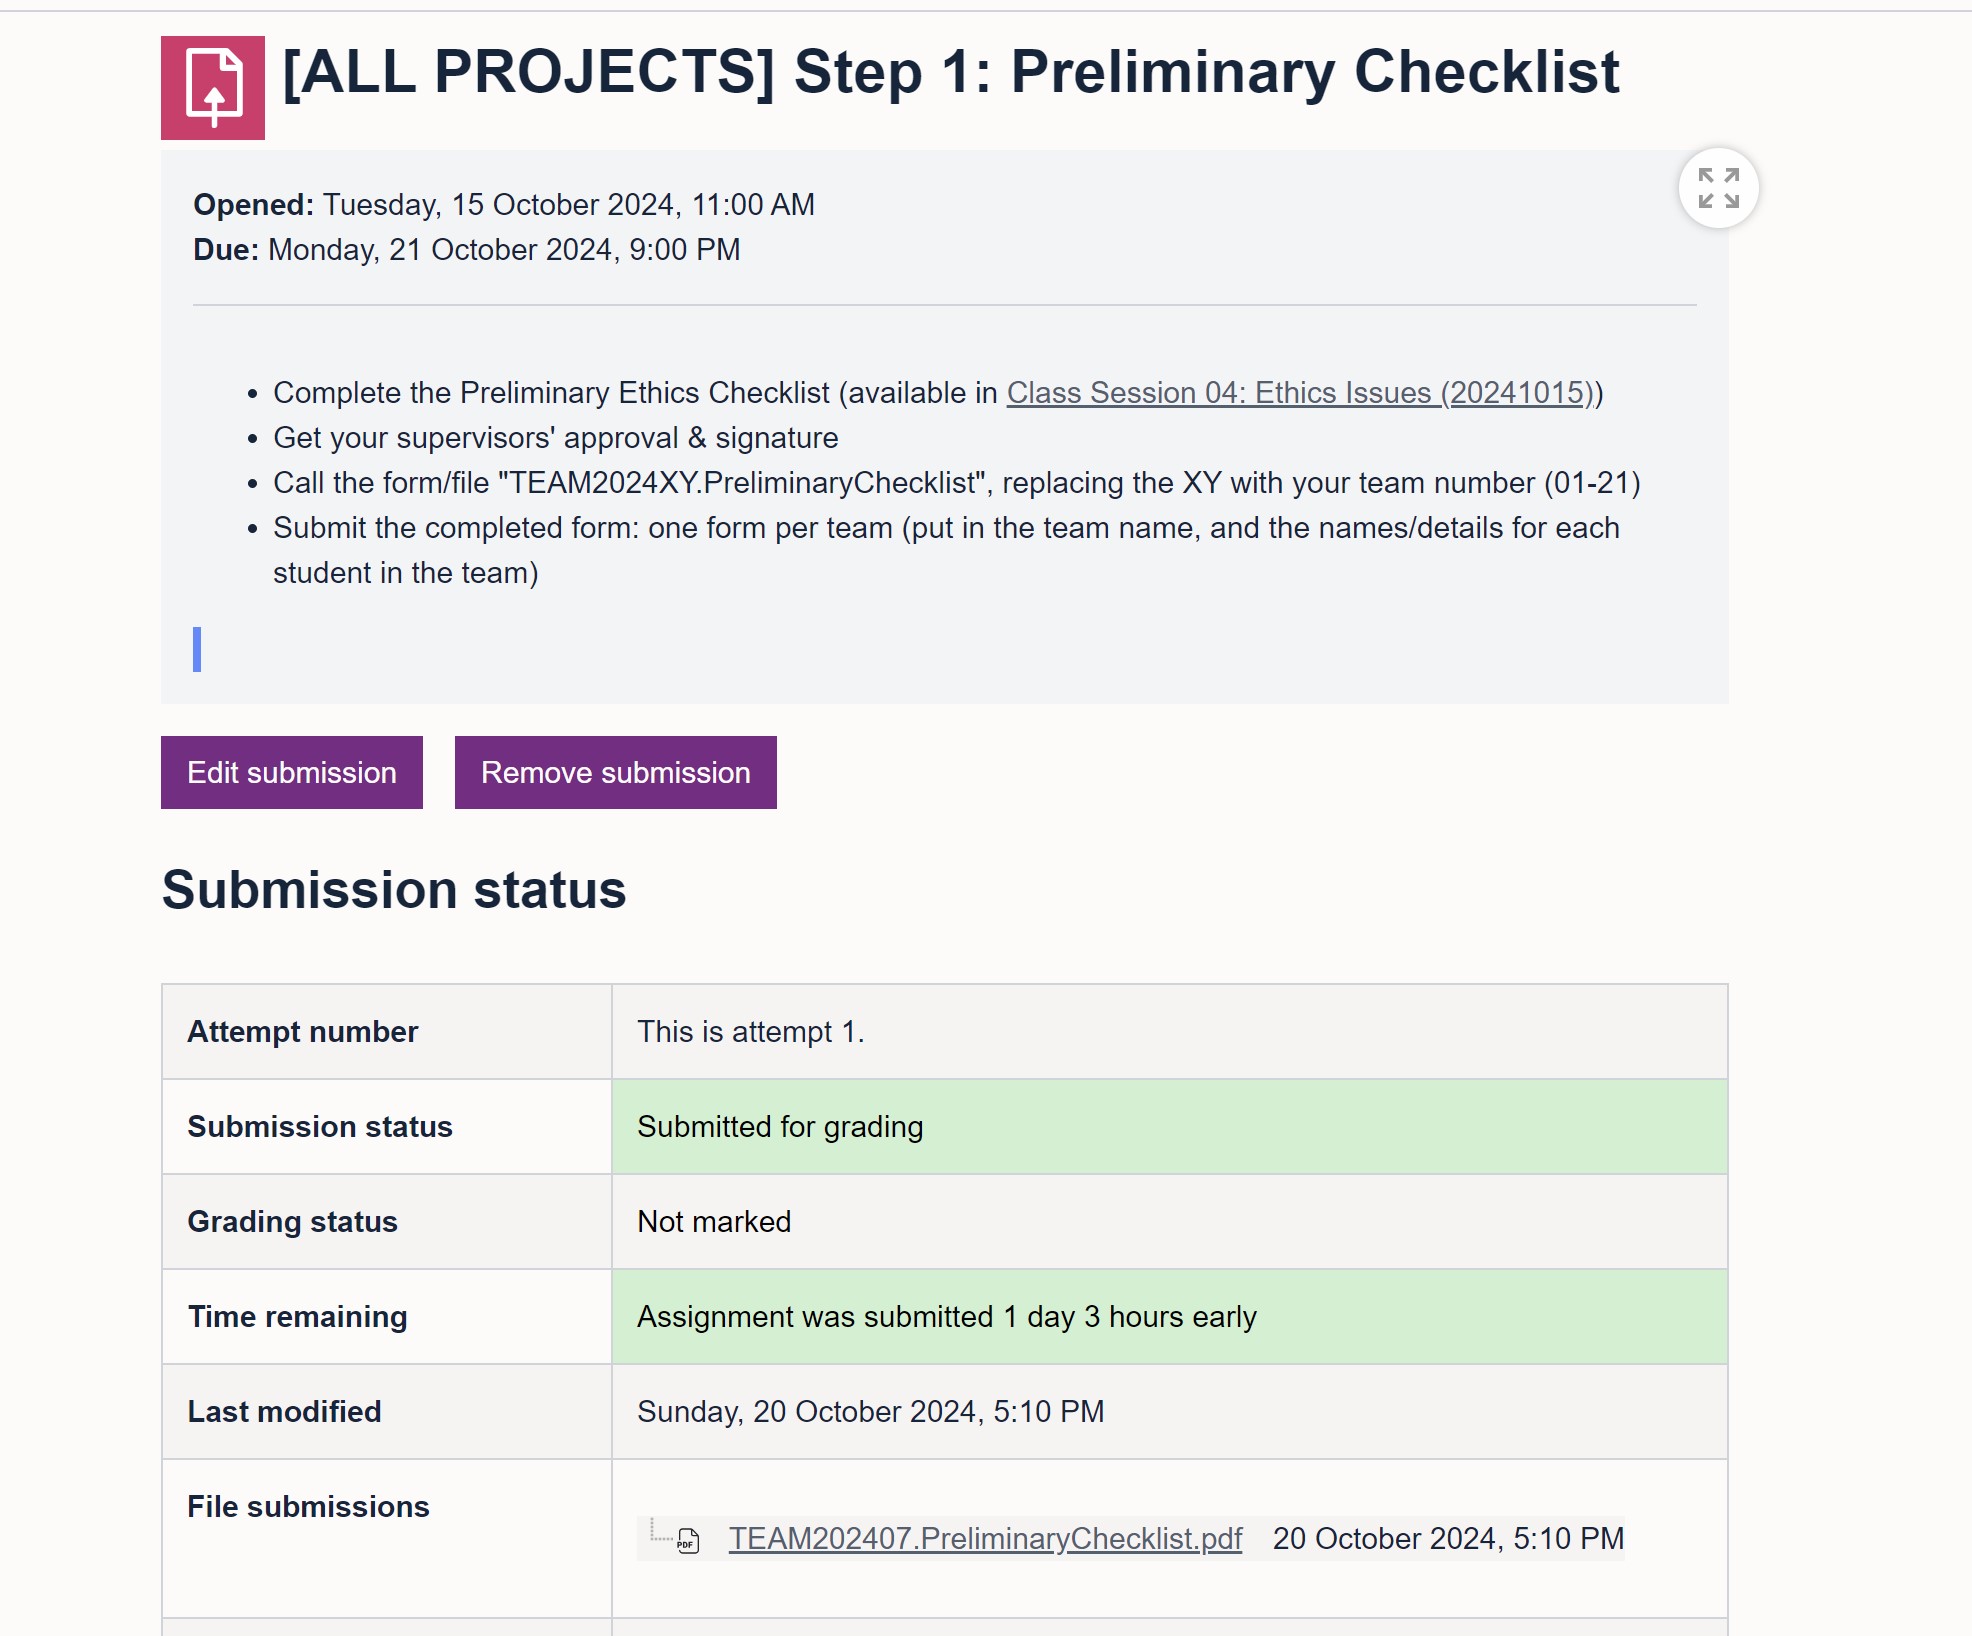 [ALL PROJECTS] Step 1: Preliminary Checklist
Opened: Tuesday, 15 October 2024, 11:00 AM
Due: Monday, 21 October 2024, 9:00 PM
• Complete the Preliminary Ethics Checklist (available in Class Session 04: Ethics Issues (20241015))
• Get your supervisors' approval & signature
• Call the form/file "TEAM2024XY.PreliminaryChecklist", replacing the XY with your team number (01-21)
• Submit the completed form: one form per team (put in the team name, and the names/details for each
student in the team)
Edit submission Remove submission
Submission status
Attempt number This is attempt 1.
Submission status Submitted for grading
Grading status Not marked
Time remaining Assignment was submitted 1 day 3 hours early
Last modified Sunday, 20 October 2024, 5:10 PM
File submissions
PDF TEAM202407.PreliminaryChecklist.pdf 20 October 2024, 5:10 PM